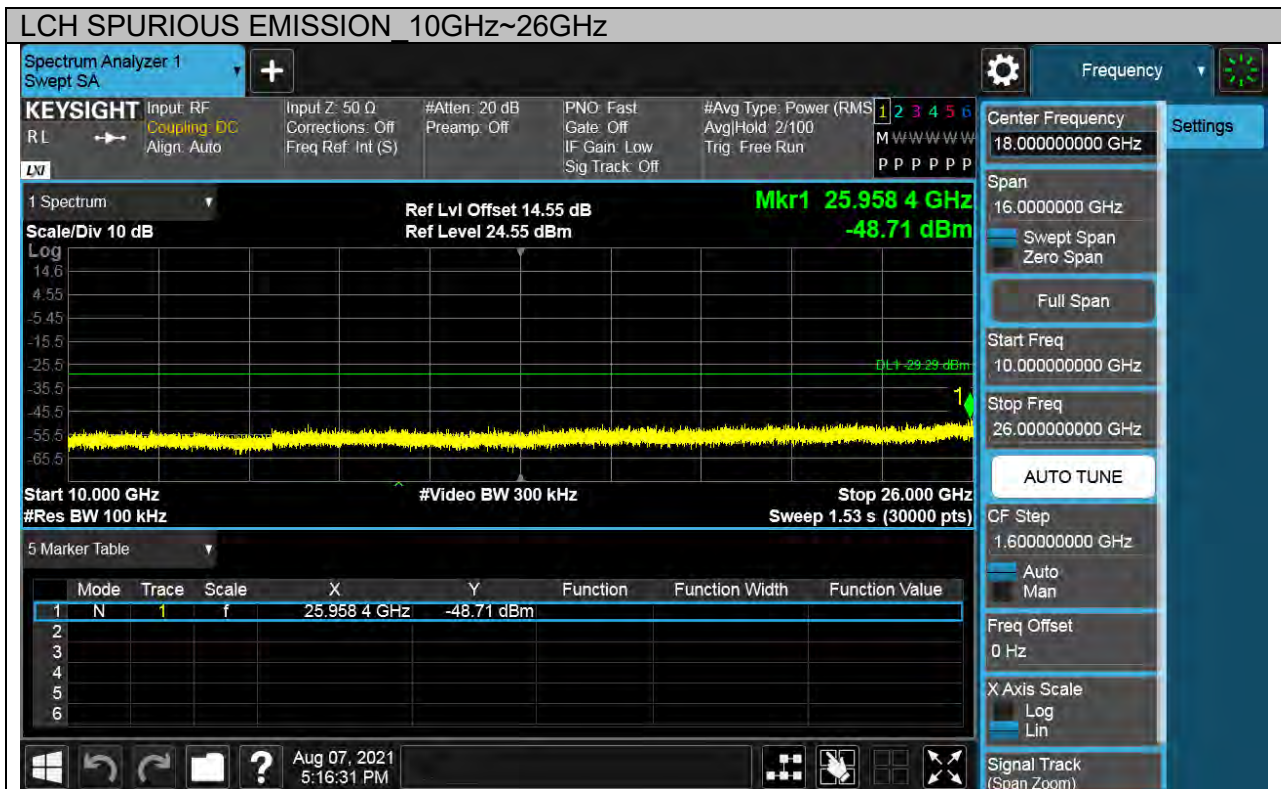 LCH SPURIOUS EMISSION_10GHz~26GHz
Spectrum Analyzer 1
Swept SA
+
Frequency
KEYSIGHT
RL
LXI
Input: RF
Coupling: DC
Align: Auto
Input Z: 50 Ω
Corrections: Off
Freq Ref: Int (S)
#Atten: 20 dB
Preamp: Off
PNO: Fast
Gate: Off
IF Gain: Low
Sig Track: Off
#Avg Type: Power (RMS
Avg|Hold: 2/100
Trig: Free Run
1 2 3 4 5 6
M W W W W W
P P P P P P
1 Spectrum
Scale/Div 10 dB
Ref Lvl Offset 14.55 dB
Ref Level 24.55 dBm
Mkr1 25.958 4 GHz
-48.71 dBm
Log
14.6
4.55
-5.45
-15.5
-25.5
-35.5
-45.5
-55.5
-65.5
DL1 -29.29 dBm
1
Start 10.000 GHz
#Res BW 100 kHz
#Video BW 300 kHz
Stop 26.000 GHz
Sweep 1.53 s (30000 pts)
5 Marker Table
Mode Trace Scale X Y Function Function Width Function Value
1 N 1 f 25.958 4 GHz -48.71 dBm
2
3
4
5
6
?
Aug 07, 2021
5:16:31 PM
Center Frequency
18.000000000 GHz
Settings
Span
16.0000000 GHz
Swept Span
Zero Span
Full Span
Start Freq
10.000000000 GHz
Stop Freq
26.000000000 GHz
AUTO TUNE
CF Step
1.600000000 GHz
Auto
Man
Freq Offset
0 Hz
X Axis Scale
Log
Lin
Signal Track
(Span Zoom)